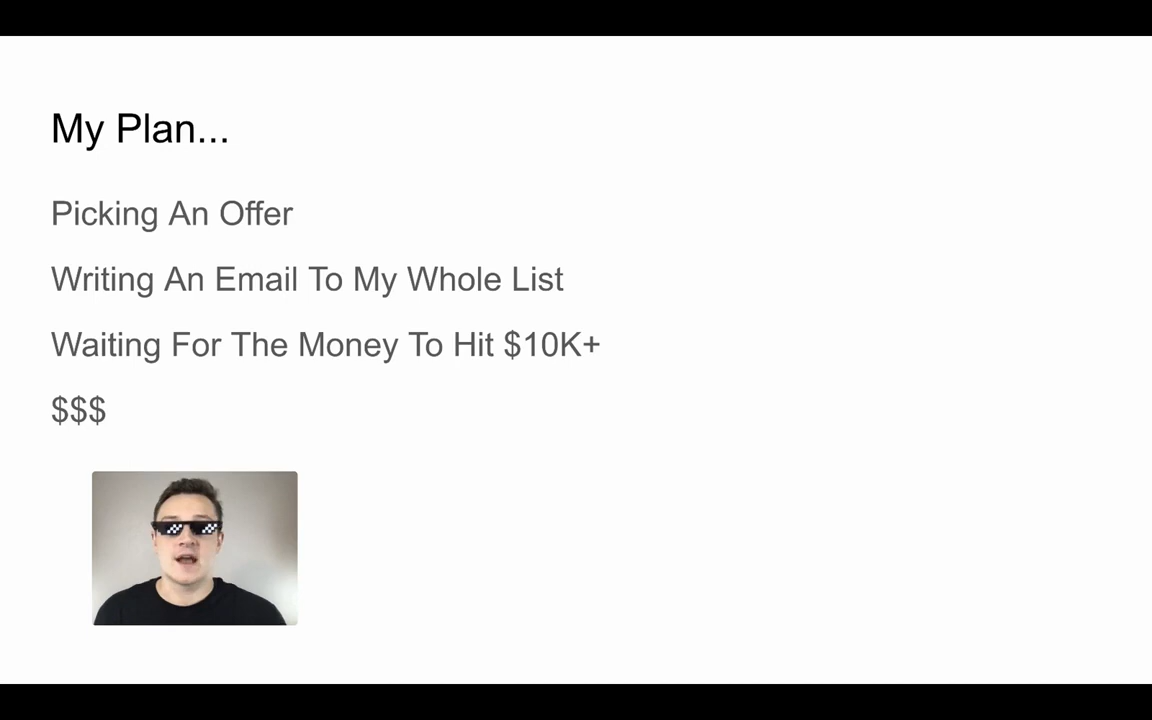 My Plan...
Picking An Offer
Writing An Email To My Whole List
Waiting For The Money To Hit $10K+
$$$